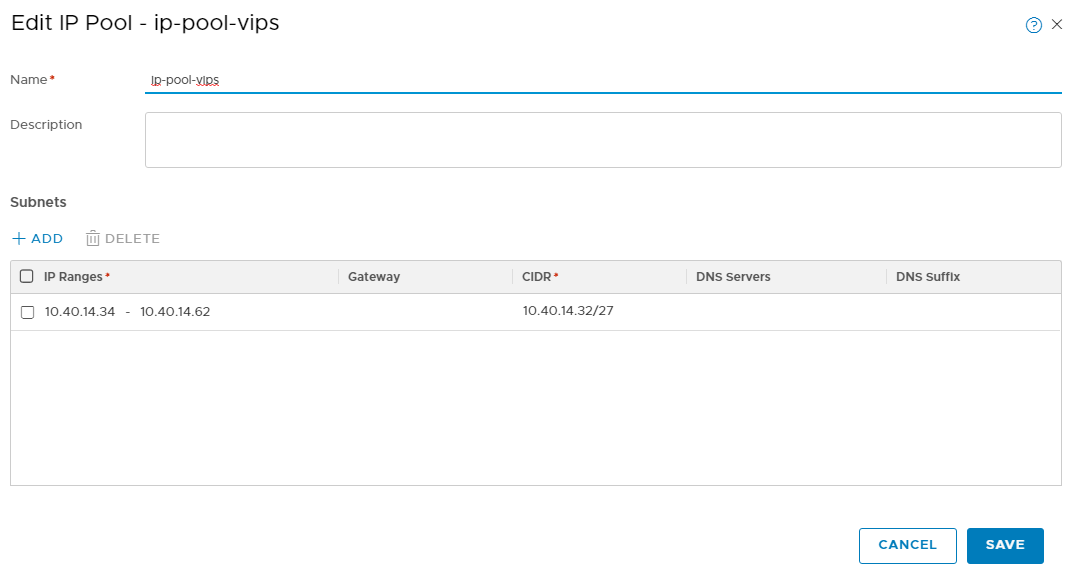 Edit IP Pool - ip-pool-vips
Name*
ip-pool-vips
Description
Subnets
+ ADD DELETE
IP Ranges* Gateway CIDR* DNS Servers DNS Suffix
10.40.14.34 - 10.40.14.62 10.40.14.32/27
CANCEL SAVE